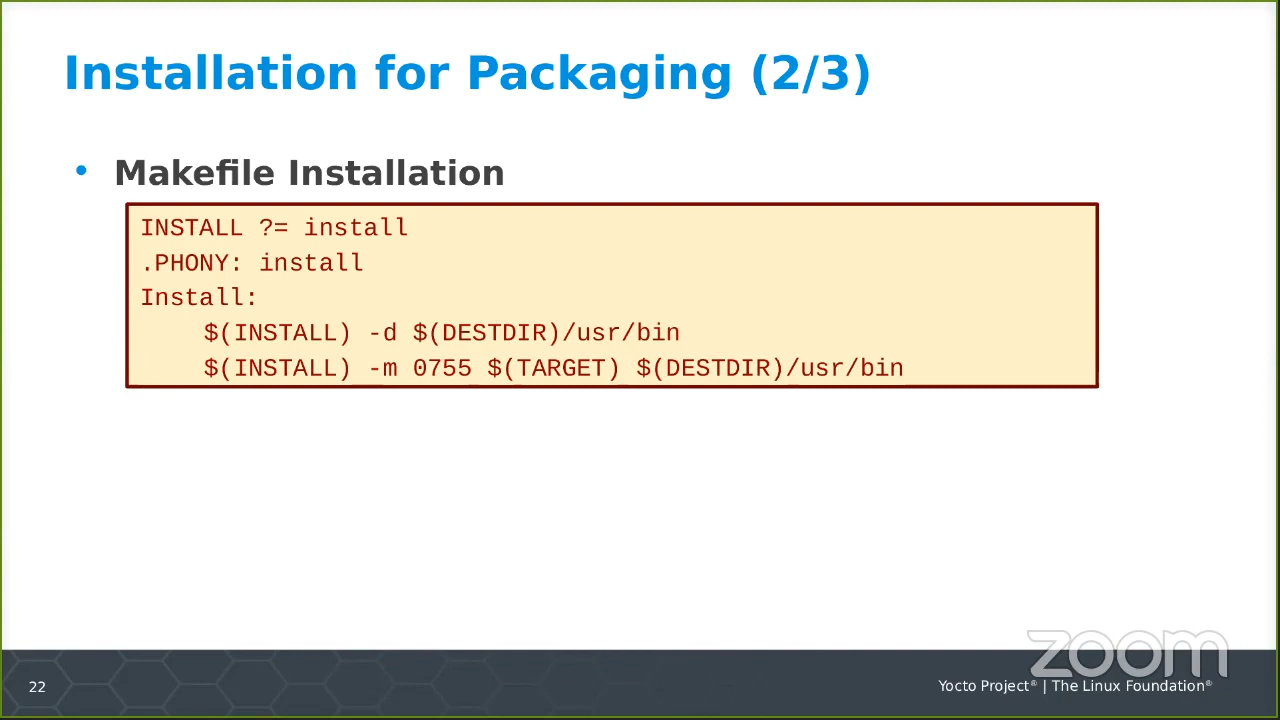 Installation for Packaging (2/3)
• Makefile Installation
INSTALL ?= install
.PHONY: install
Install:
$(INSTALL) -d $(DESTDIR)/usr/bin
$(INSTALL) -m 0755 $(TARGET) $(DESTDIR)/usr/bin
zoom
22
Yocto Project® | The Linux Foundation®